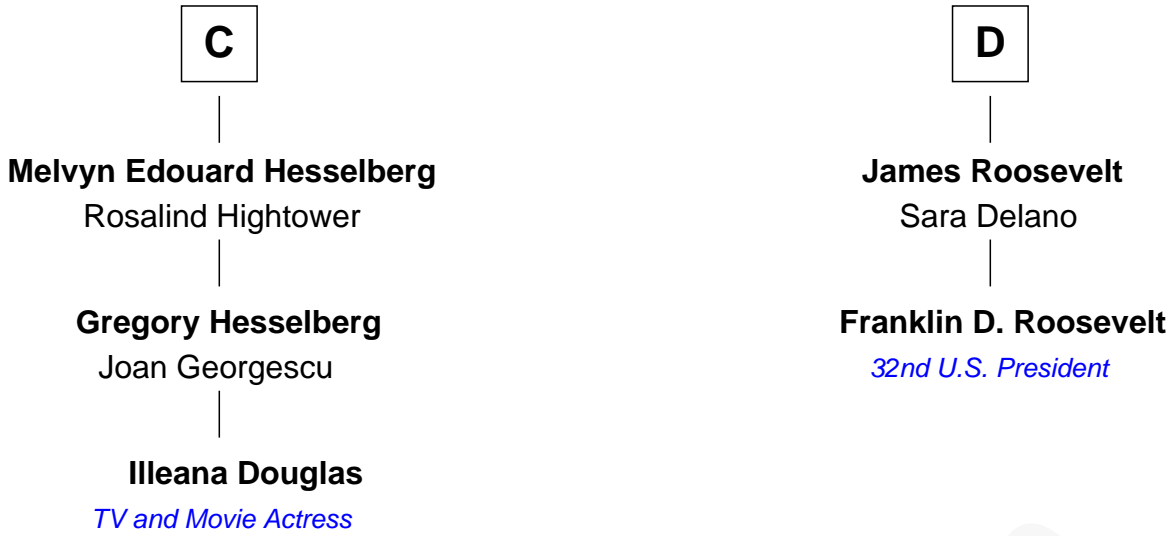 C
Melvyn Edouard Hesselberg
Rosalind Hightower
Gregory Hesselberg
Joan Georgescu
Illeana Douglas
TV and Movie Actress
D
James Roosevelt
Sara Delano
Franklin D. Roosevelt
32nd U.S. President